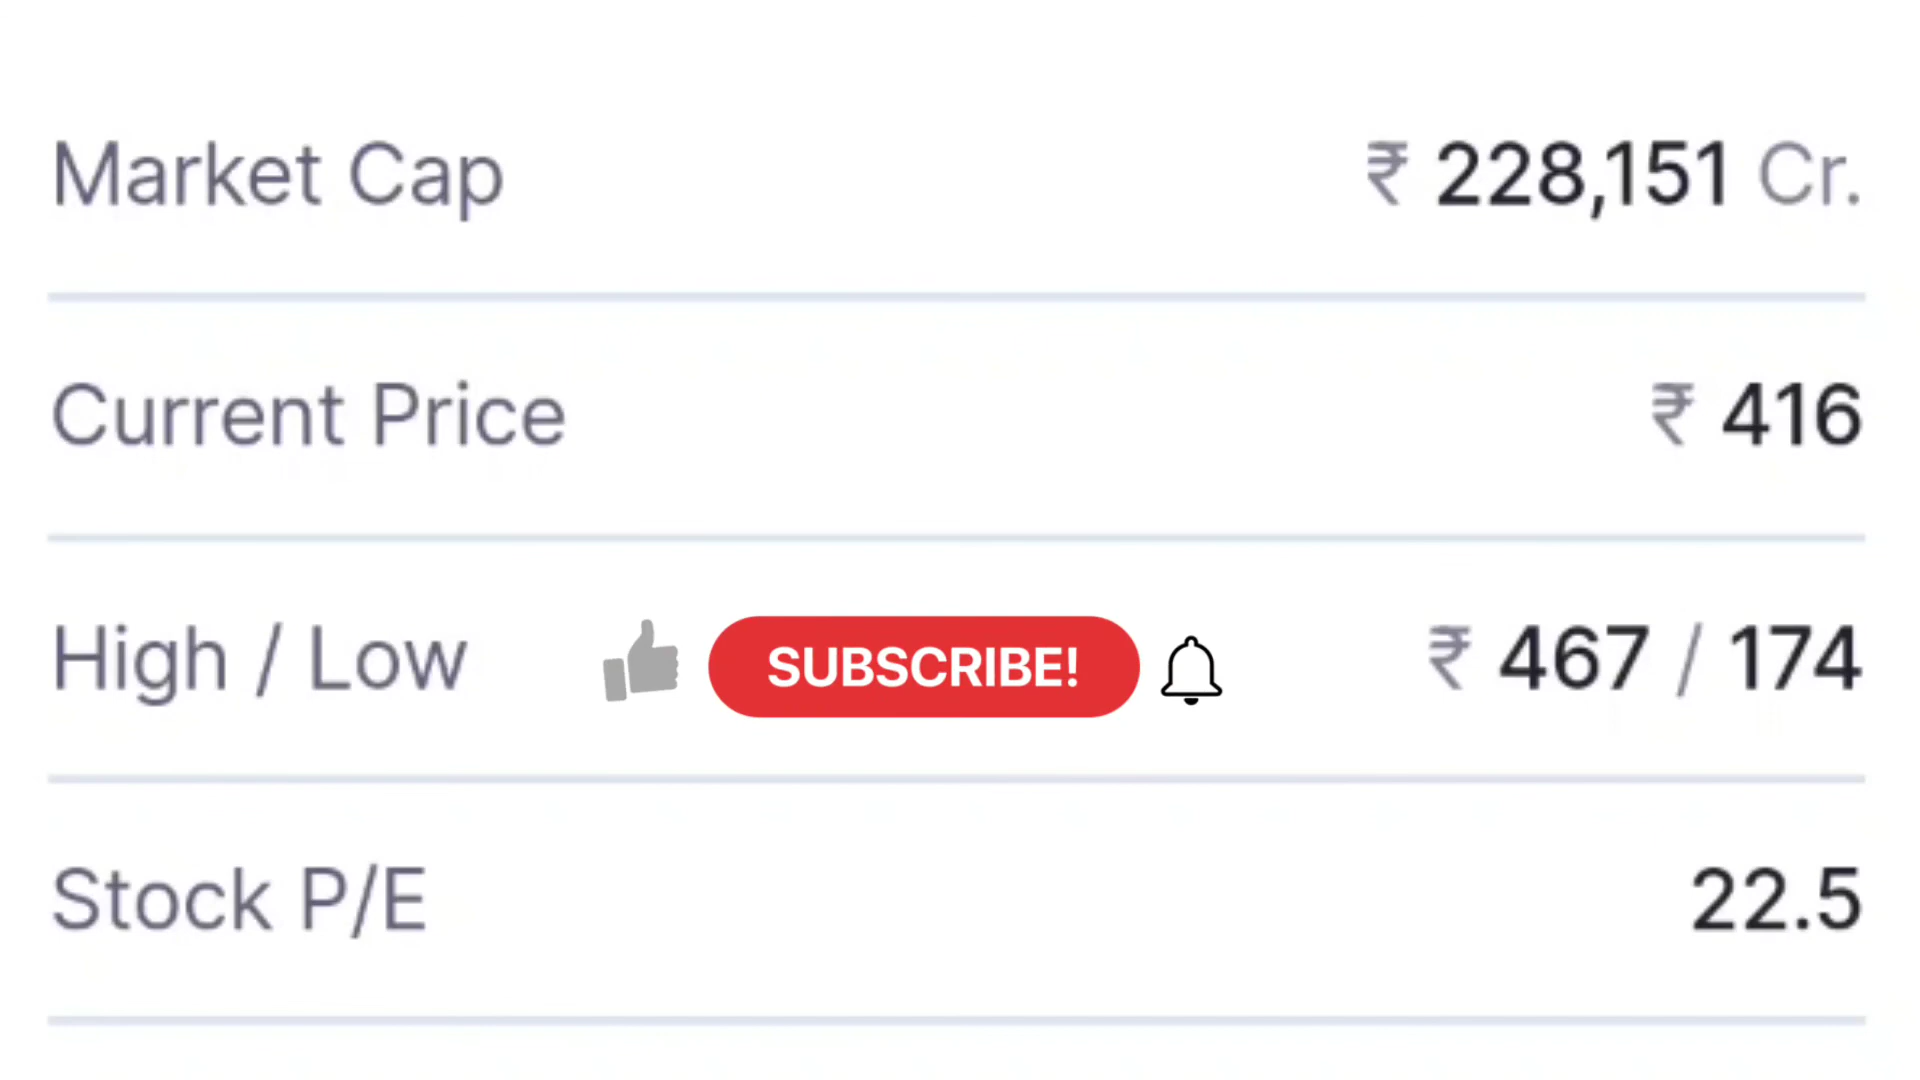 Market Cap ₹ 228,151 Cr.
Current Price ₹ 416
High / Low SUBSCRIBE! ₹ 467 / 174
Stock P/E 22.5